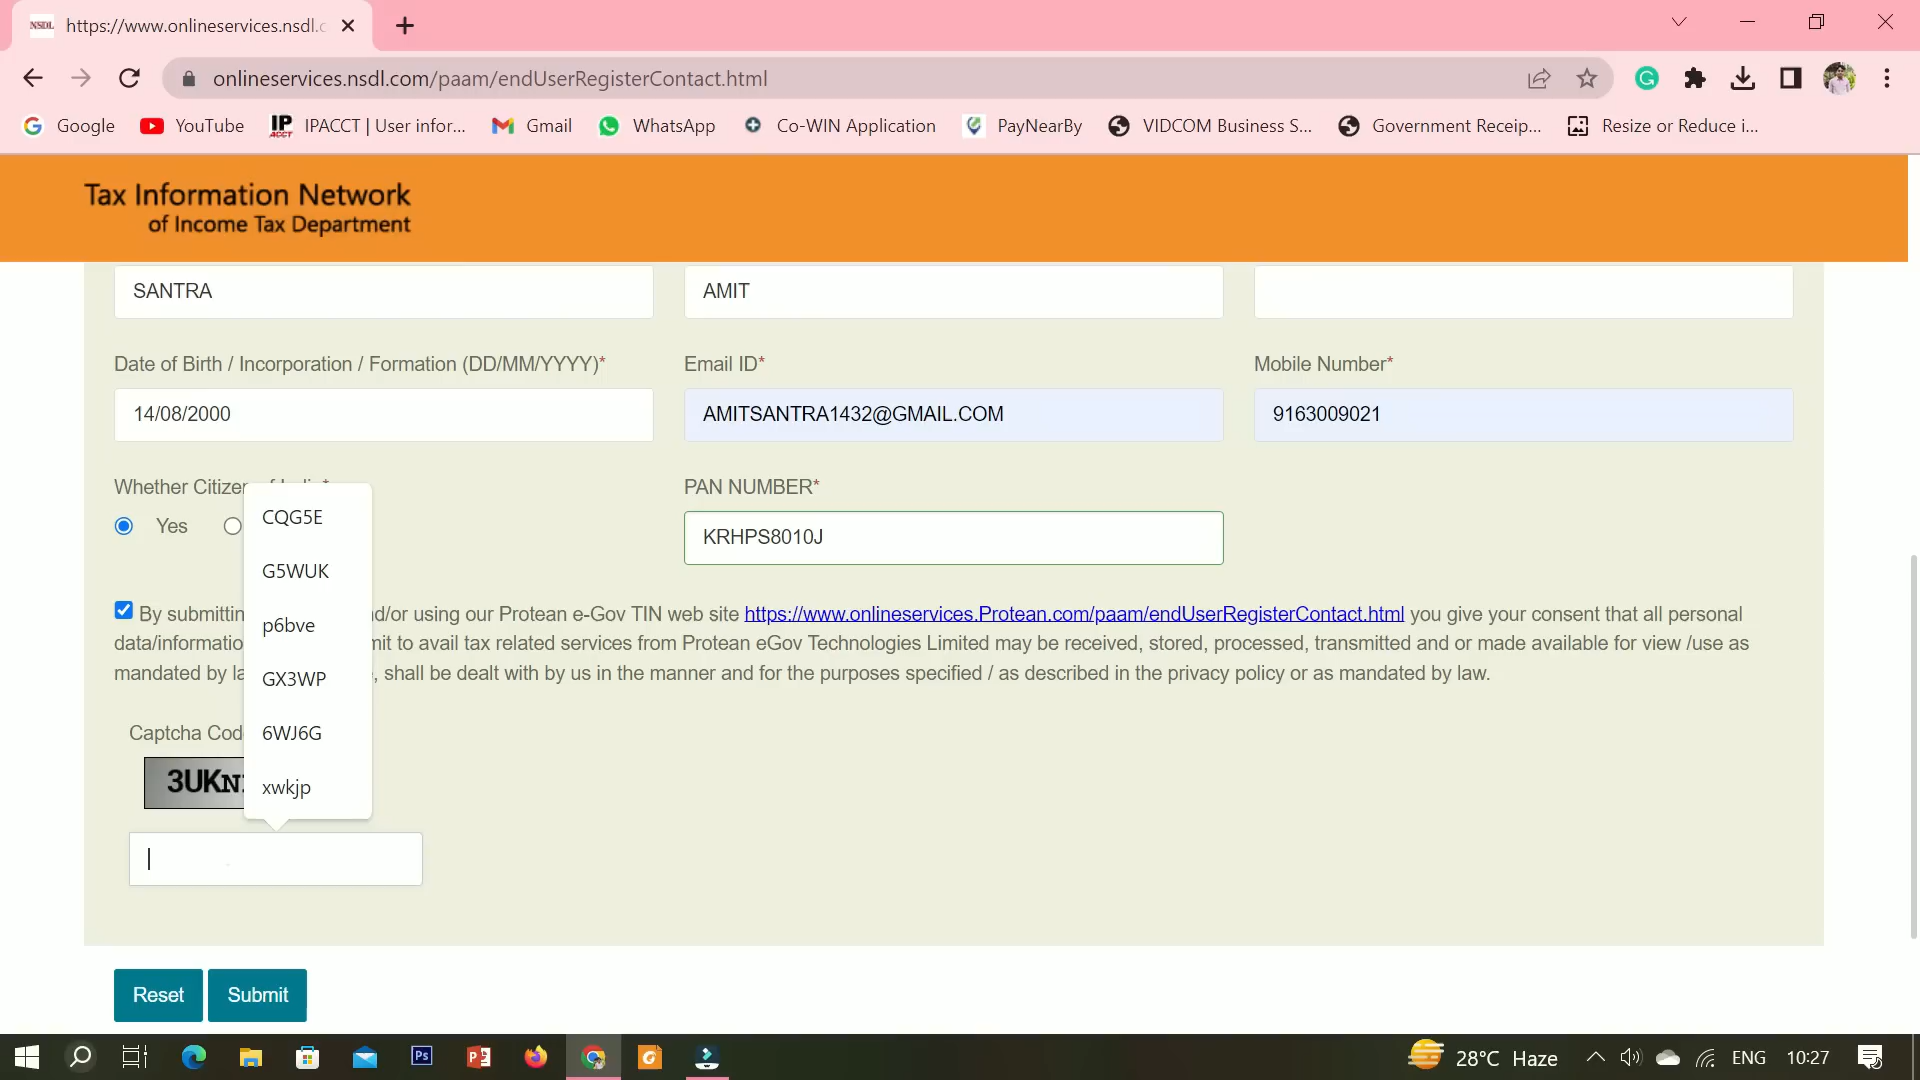 NSDL https://www.onlineservices.nsdl.c
onlineservices.nsdl.com/paam/endUserRegisterContact.html
Google YouTube IP ACCT IPACCT | User infor... Gmail WhatsApp Co-WIN Application PayNearBy VIDCOM Business S... Government Receip... Resize or Reduce i...
Tax Information Network
of Income Tax Department
SANTRA AMIT
Date of Birth / Incorporation / Formation (DD/MM/YYYY)* Email ID* Mobile Number*
14/08/2000 AMITSANTRA1432@GMAIL.COM 9163009021
Whether Citizen PAN NUMBER*
Yes
KRHPS8010J
CQG5E
G5WUK
p6bve
GX3WP
6WJ6G
xwkjp
By submittin d/or using our Protean e-Gov TIN web site https://www.onlineservices.Protean.com/paam/endUserRegisterContact.html you give your consent that all personal
data/informatio mit to avail tax related services from Protean eGov Technologies Limited may be received, stored, processed, transmitted and or made available for view /use as
mandated by la , shall be dealt with by us in the manner and for the purposes specified / as described in the privacy policy or as mandated by law.
Captcha Cod
3UKN
Reset Submit
Ps 28°C Haze ENG 10:27